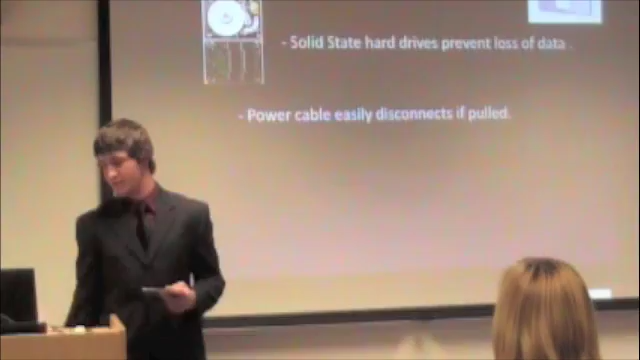 - Solid State hard drives prevent loss of data .
- Power cable easily disconnects if pulled.